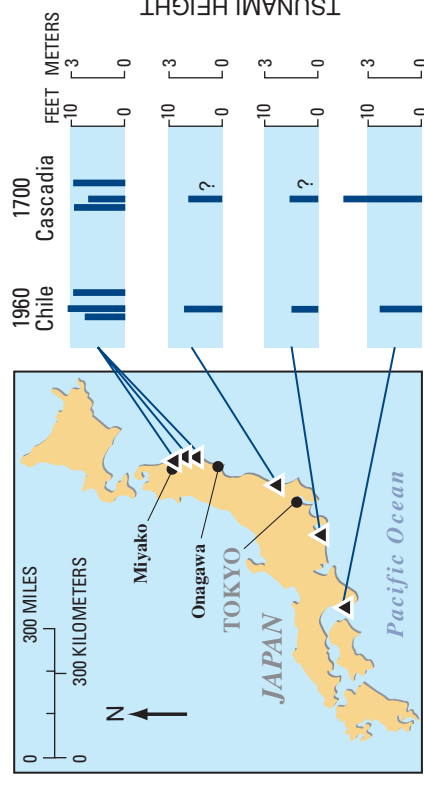 1960
Chile
1700
Cascadia
FEET METERS
10 3
0 0
10 3
0 0
?
10 3
0 0
?
10 3
0 0
TSUNAMI HEIGHT
0 300 MILES
0 300 KILOMETERS
N
Miyako
Onagawa
TOKYO
JAPAN
Pacific Ocean